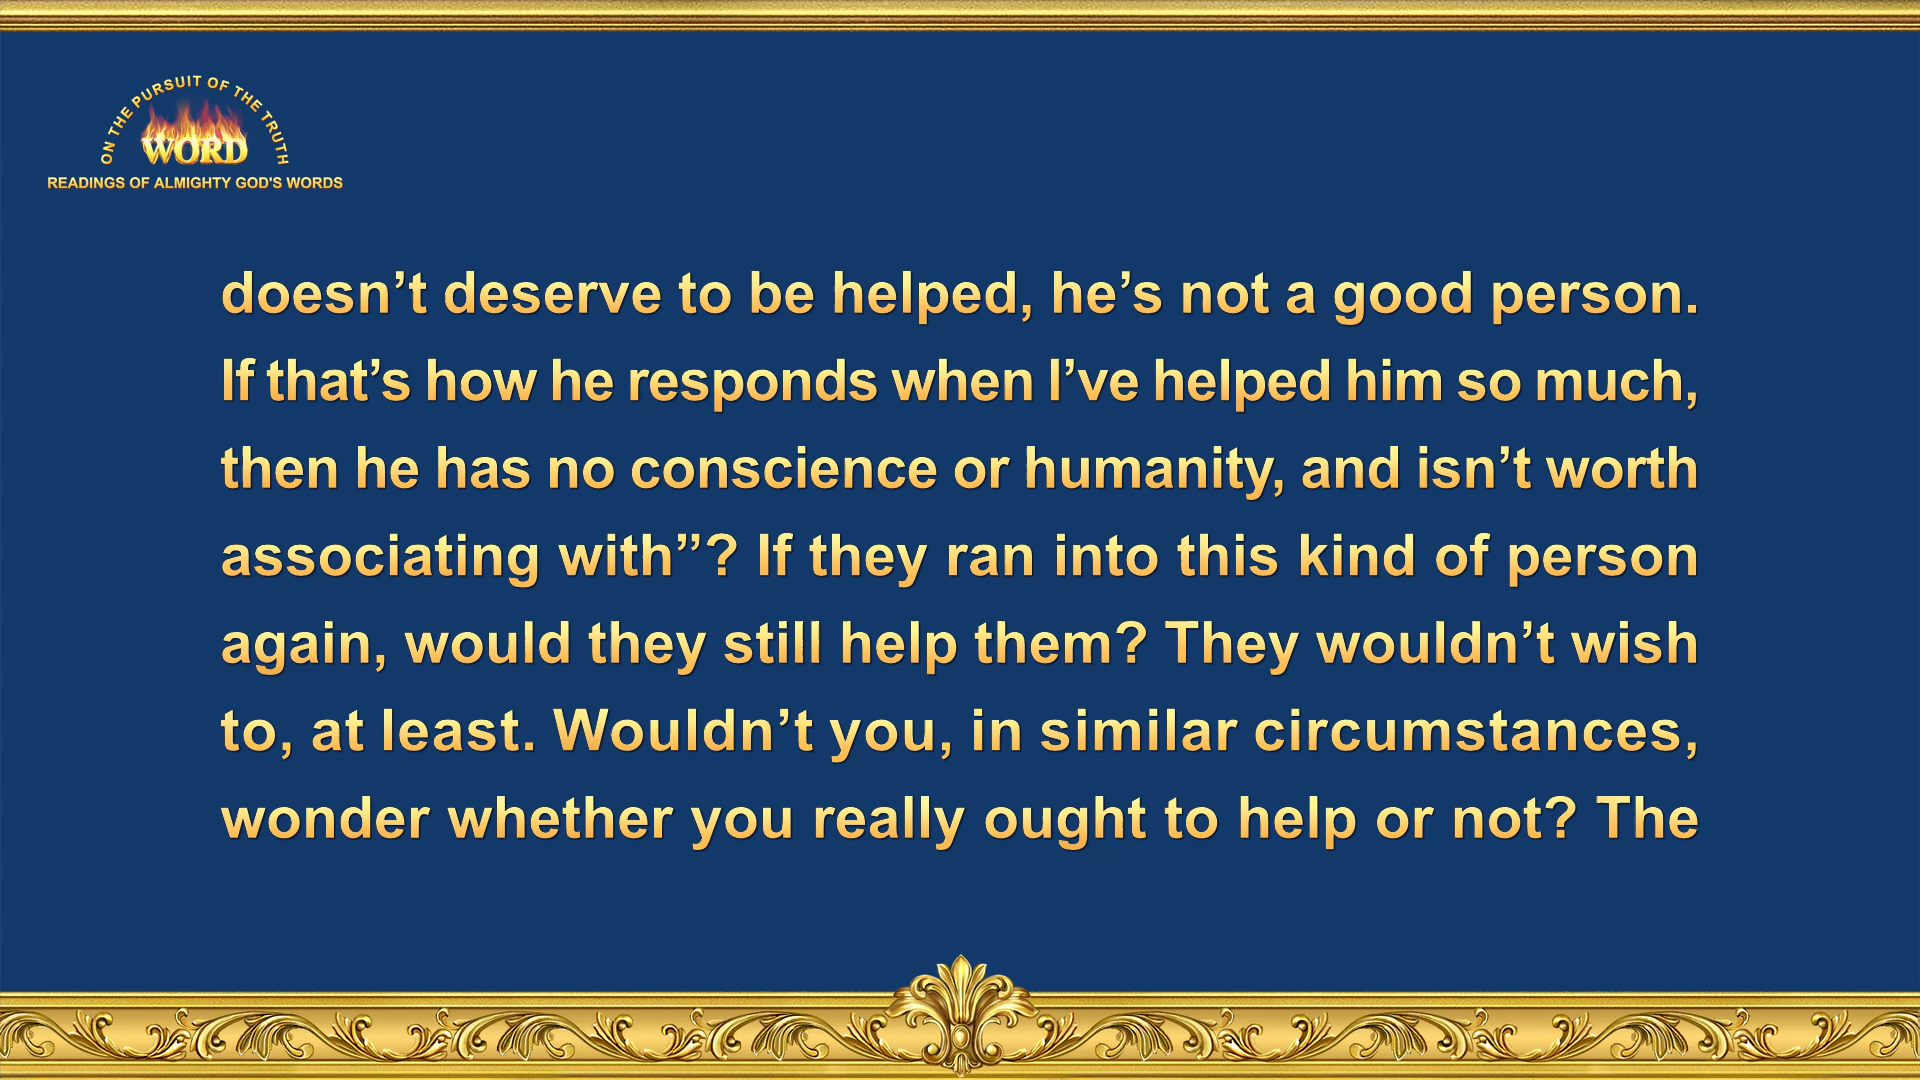 ON THE PURSUIT OF THE TRUTH
WORD
READINGS OF ALMIGHTY GOD'S WORDS
doesn’t deserve to be helped, he’s not a good person.
If that’s how he responds when I’ve helped him so much,
then he has no conscience or humanity, and isn’t worth
associating with”? If they ran into this kind of person
again, would they still help them? They wouldn’t wish
to, at least. Wouldn’t you, in similar circumstances,
wonder whether you really ought to help or not? The